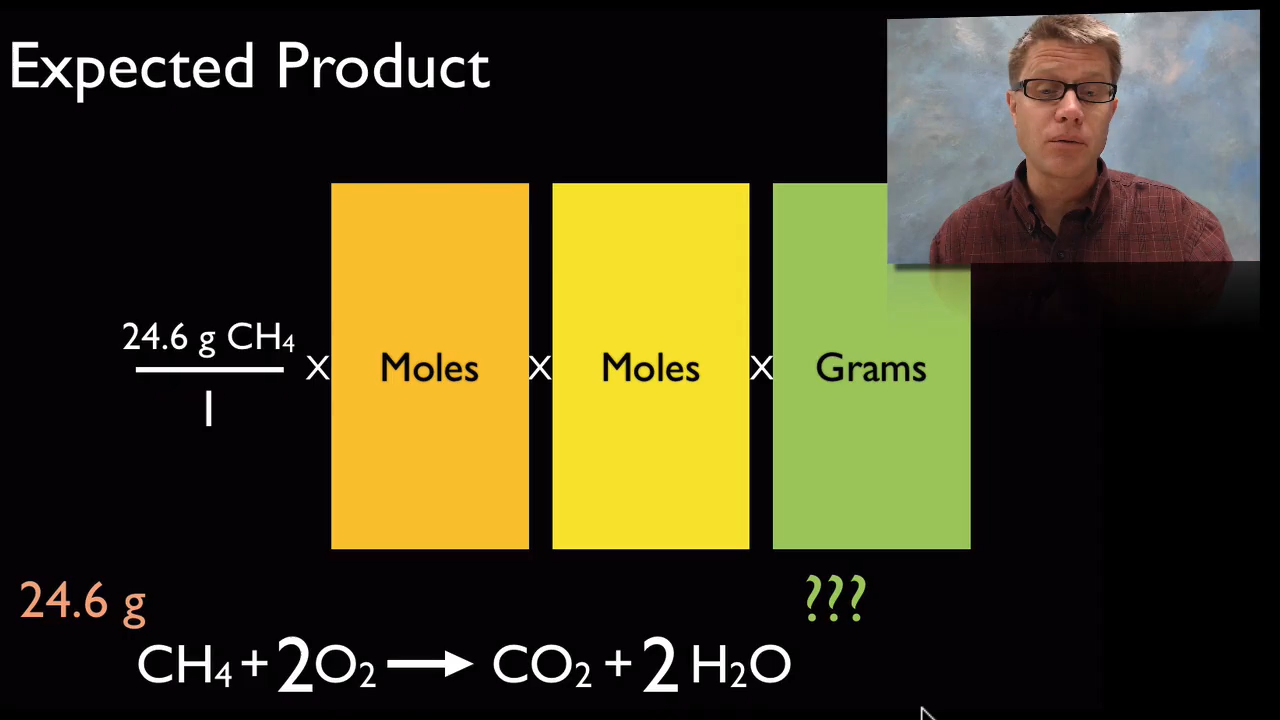 Expected Product
24.6 g CH₄
1
x Moles x Moles x Grams
24.6 g
???
CH₄ + 2O₂ → CO₂ + 2 H₂O